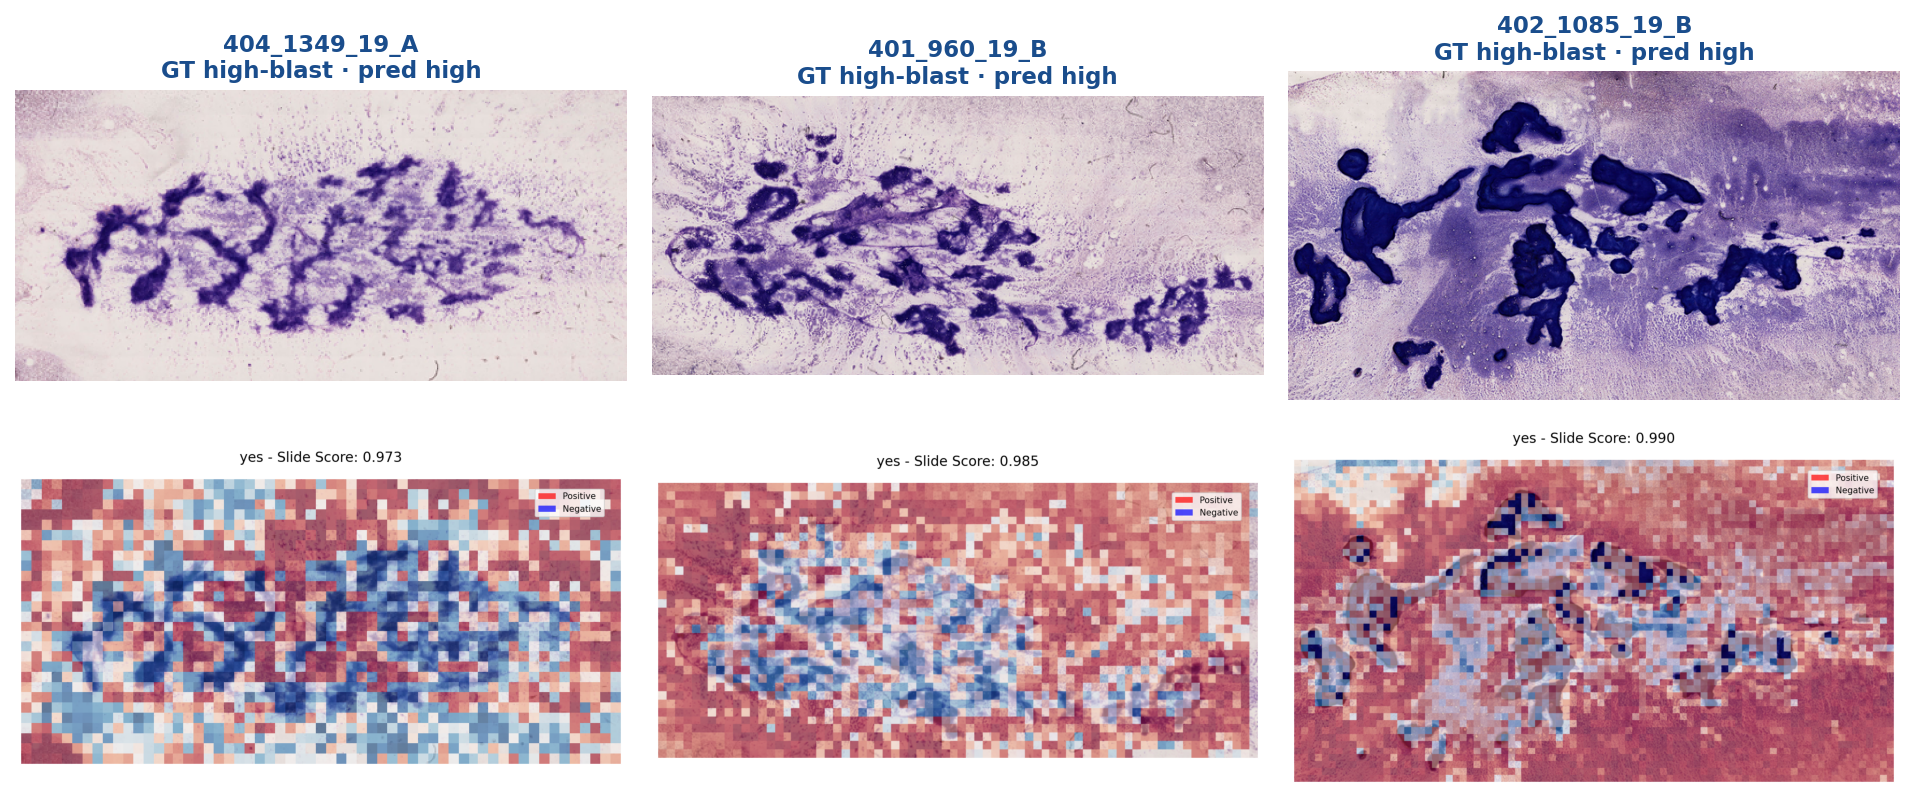 404_1349_19_A
GT high-blast · pred high
401_960_19_B
GT high-blast · pred high
402_1085_19_B
GT high-blast · pred high
yes - Slide Score: 0.973
Positive
Negative
yes - Slide Score: 0.985
Positive
Negative
yes - Slide Score: 0.990
Positive
Negative